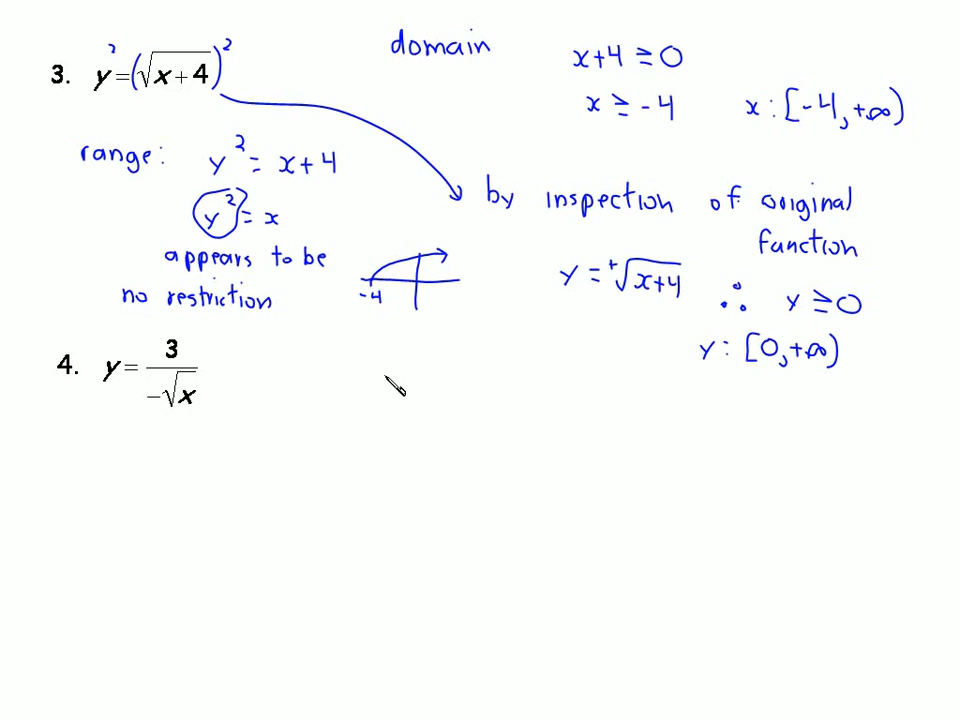 3. y² = (√x + 4)²
domain
x+4 ≥ 0
x ≥ -4
x : [-4, +∞)
range: y² = x+4
y² = x
appears to be
no restriction
-4
by inspection of original
function
y = +√x+4
∴ y ≥ 0
y : [0, +∞)
4. y = 3 / -√x